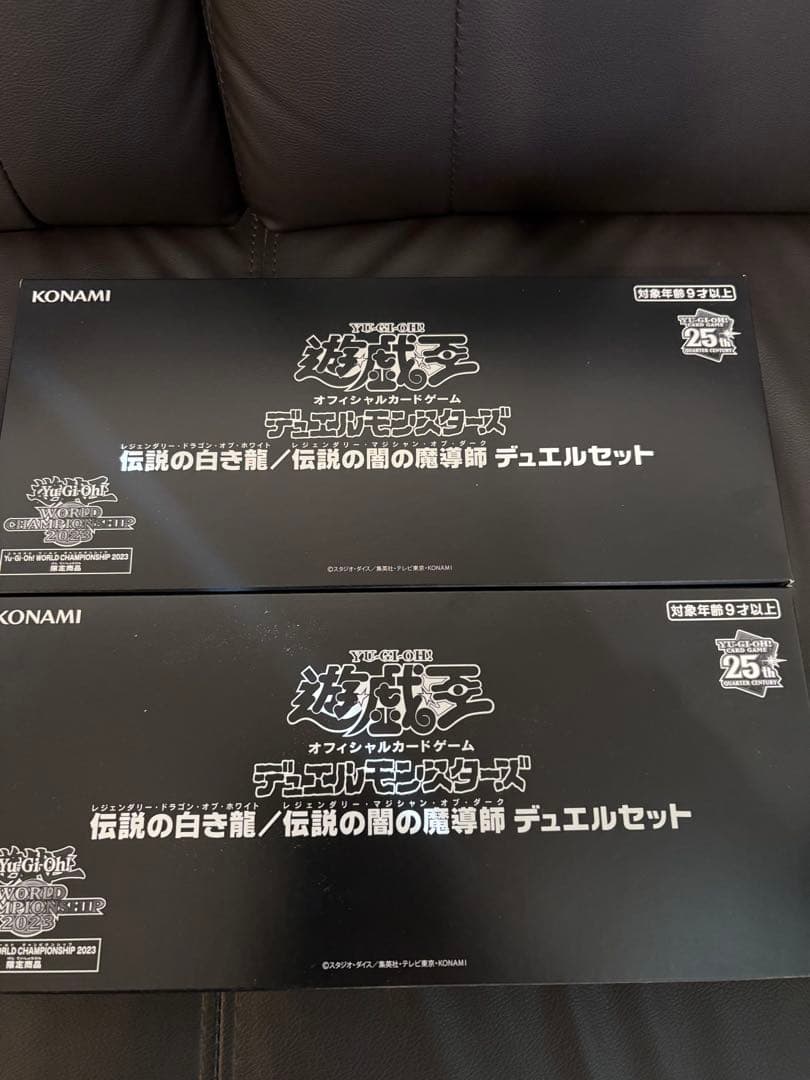 KONAMI
対象年齢9才以上
YU-GI-OH!
CARD GAME
25th
QUARTER CENTURY
YU-GI-OH!
遊戯王
オフィシャルカードゲーム
デュエルモンスターズ
レジェンダリー・ドラゴン・オブ・ホワイト レジェンダリー・マジシャン・オブ・ダーク
伝説の白き龍/伝説の闇の魔導師 デュエルセット
Yu-Gi-Oh!
WORLD
CHAMPIONSHIP
2023
Yu-Gi-Oh! WORLD CHAMPIONSHIP 2023
限定商品
©スタジオ・ダイス/集英社・テレビ東京・KONAMI
KONAMI
対象年齢9才以上
YU-GI-OH!
CARD GAME
25th
QUARTER CENTURY
YU-GI-OH!
遊戯王
オフィシャルカードゲーム
デュエルモンスターズ
レジェンダリー・ドラゴン・オブ・ホワイト レジェンダリー・マジシャン・オブ・ダーク
伝説の白き龍/伝説の闇の魔導師 デュエルセット
Yu-Gi-Oh!
WORLD
MPIONSHIP
2023
RLD CHAMPIONSHIP 2023
限定商品
©スタジオ・ダイス/集英社・テレビ東京・KONAMI